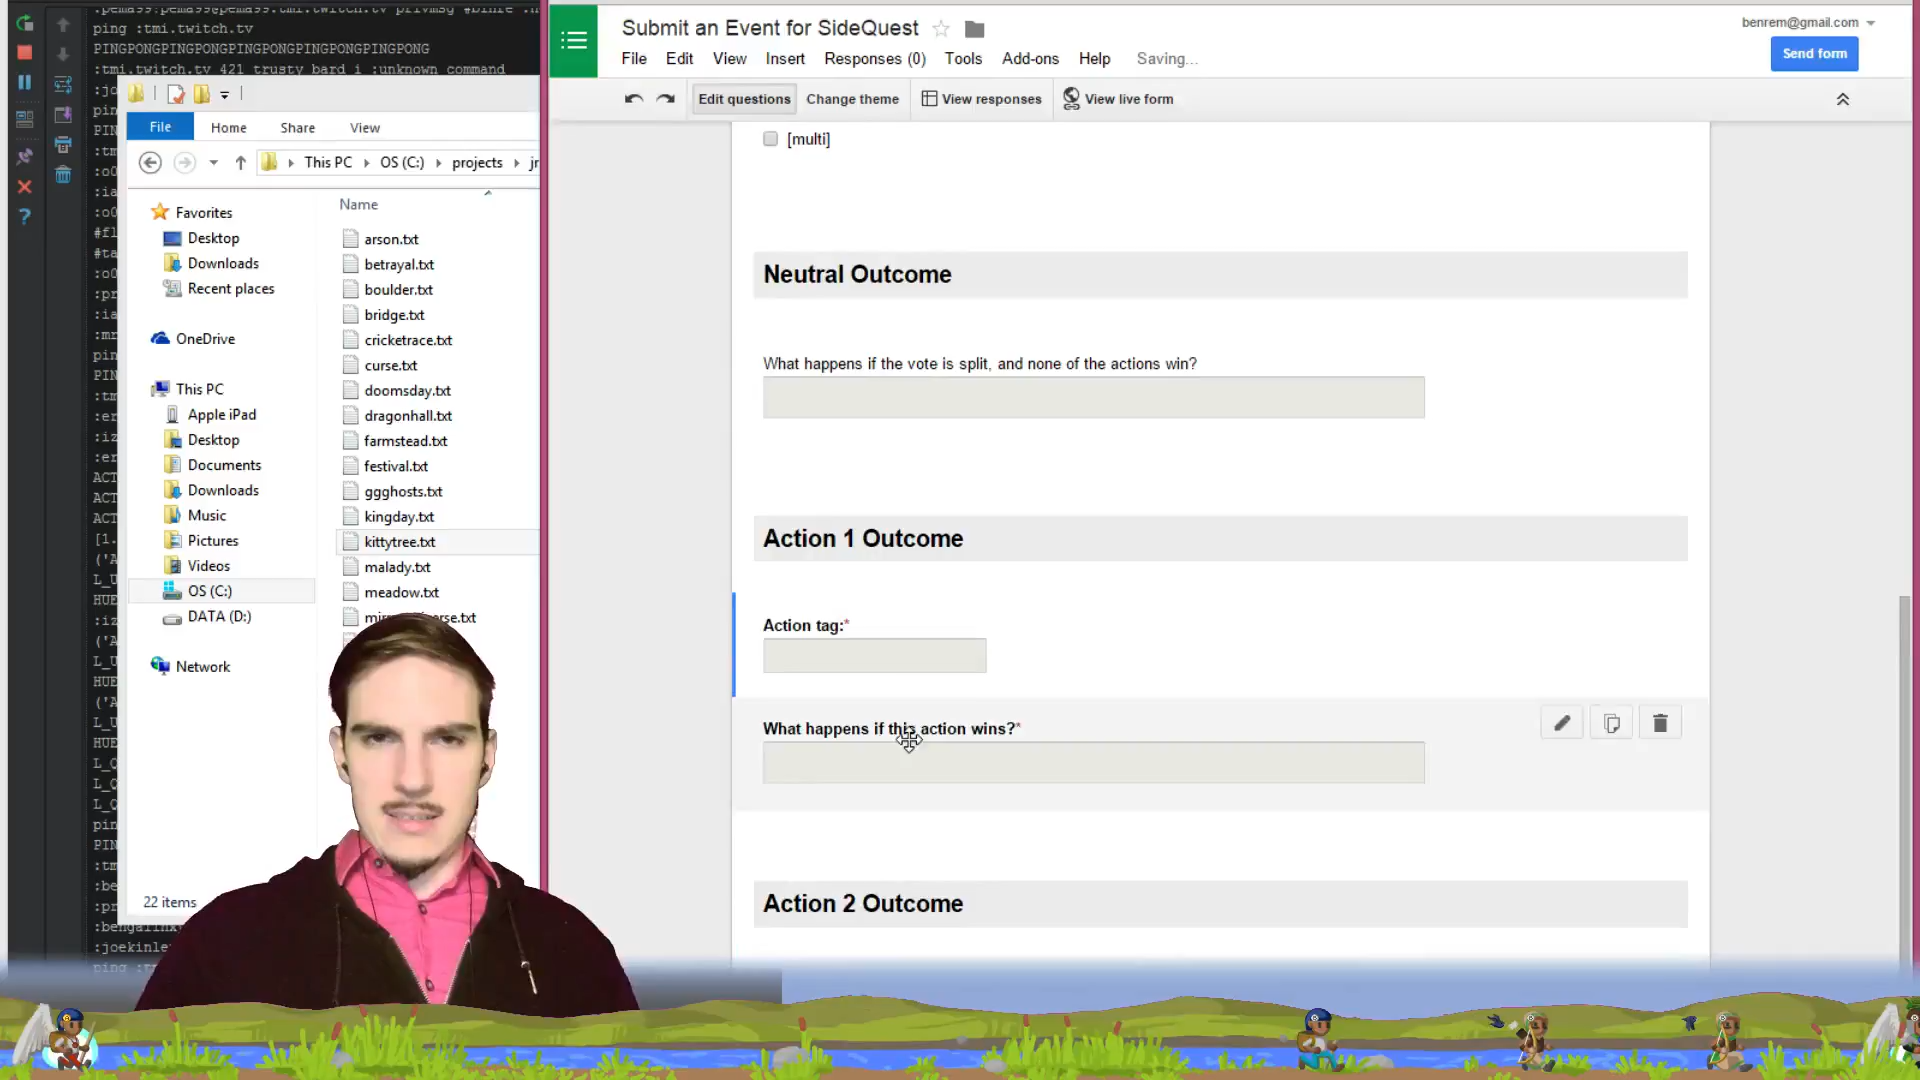 ping :tmi.twitch.tv
PINGPONGPINGPONGPINGPONGPINGPONGPINGPONG
:tmi.twitch.tv 421 trusty_bard_i :unknown command
File Home Share View
This PC OS (C:) projects
Name
Favorites
Desktop
Downloads
Recent places
OneDrive
This PC
Apple iPad
Desktop
Documents
Downloads
Music
Pictures
Videos
OS (C:)
DATA (D:)
Network
arson.txt
betrayal.txt
boulder.txt
bridge.txt
cricketrace.txt
curse.txt
doomsday.txt
dragonhall.txt
farmstead.txt
festival.txt
ggghosts.txt
kingday.txt
kittytree.txt
malady.txt
meadow.txt
22 items
Submit an Event for SideQuest
benrem@gmail.com
File Edit View Insert Responses (0) Tools Add-ons Help Saving...
Send form
Edit questions Change theme View responses View live form
[multi]
Neutral Outcome
What happens if the vote is split, and none of the actions win?
Action 1 Outcome
Action tag:*
What happens if this action wins?*
Action 2 Outcome